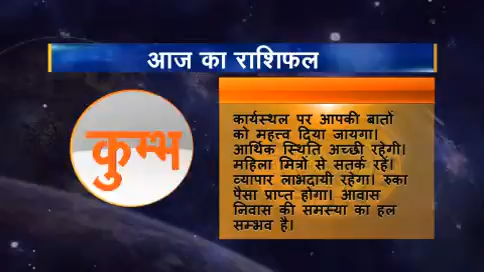 आज का राशिफल
कुम्भ
कार्यस्थल पर आपकी बातों
को महत्त्व दिया जायगा।
आर्थिक स्थिति अच्छी रहेगी।
महिला मित्रों से सतर्क रहें।
व्यापार लाभदायी रहेगा। रुका
पैसा प्राप्त होगा। आवास
निवास की समस्या का हल
सम्भव है।